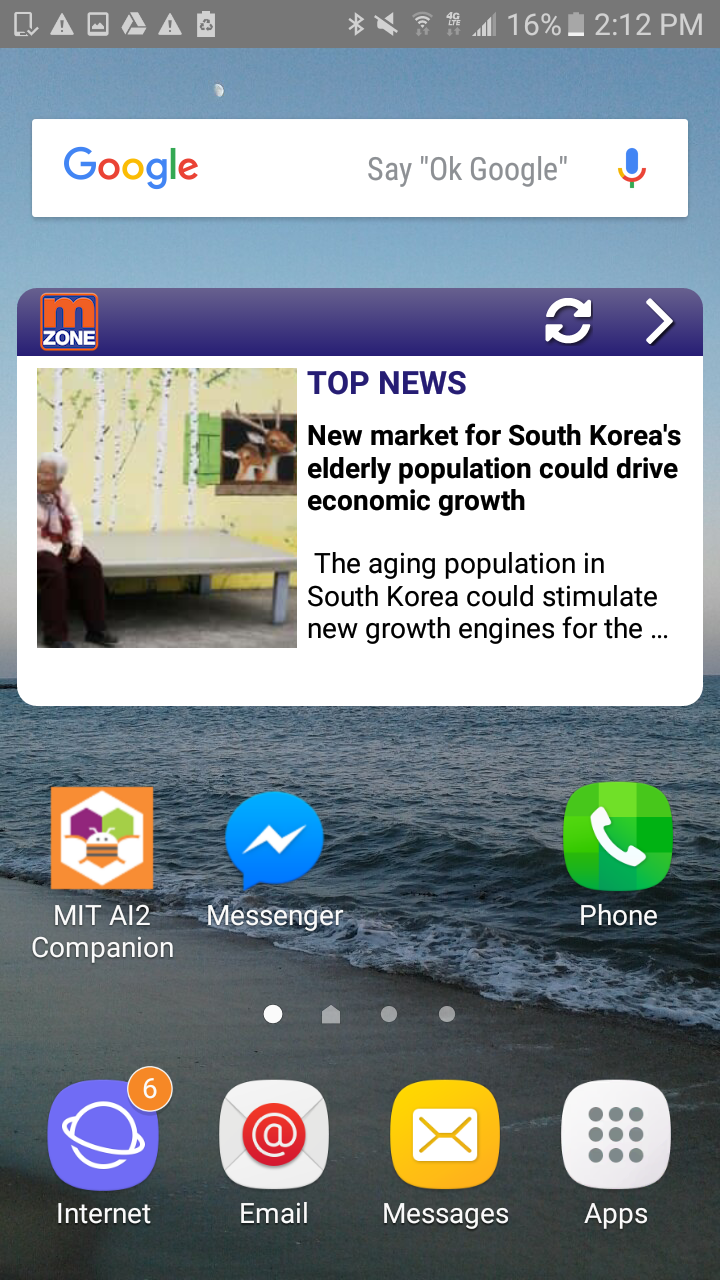 4G
LTE
16%
2:12 PM
Google
Say "Ok Google"
m
ZONE
TOP NEWS
New market for South Korea's
elderly population could drive
economic growth
The aging population in
South Korea could stimulate
new growth engines for the ...
MIT AI2
Companion
Messenger
Phone
6
@
Internet
Email
Messages
Apps